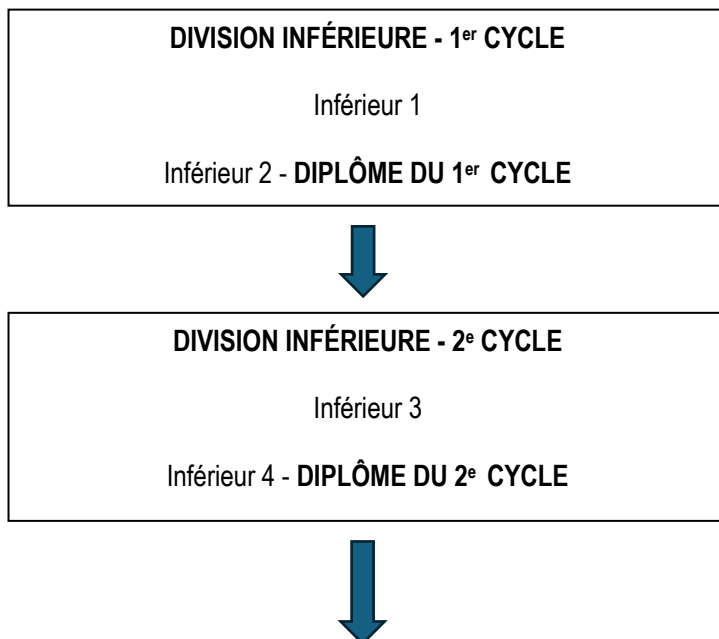 DIVISION INFÉRIEURE - 1er CYCLE
Inférieur 1
Inférieur 2 - DIPLÔME DU 1er CYCLE
DIVISION INFÉRIEURE - 2e CYCLE
Inférieur 3
Inférieur 4 - DIPLÔME DU 2e CYCLE